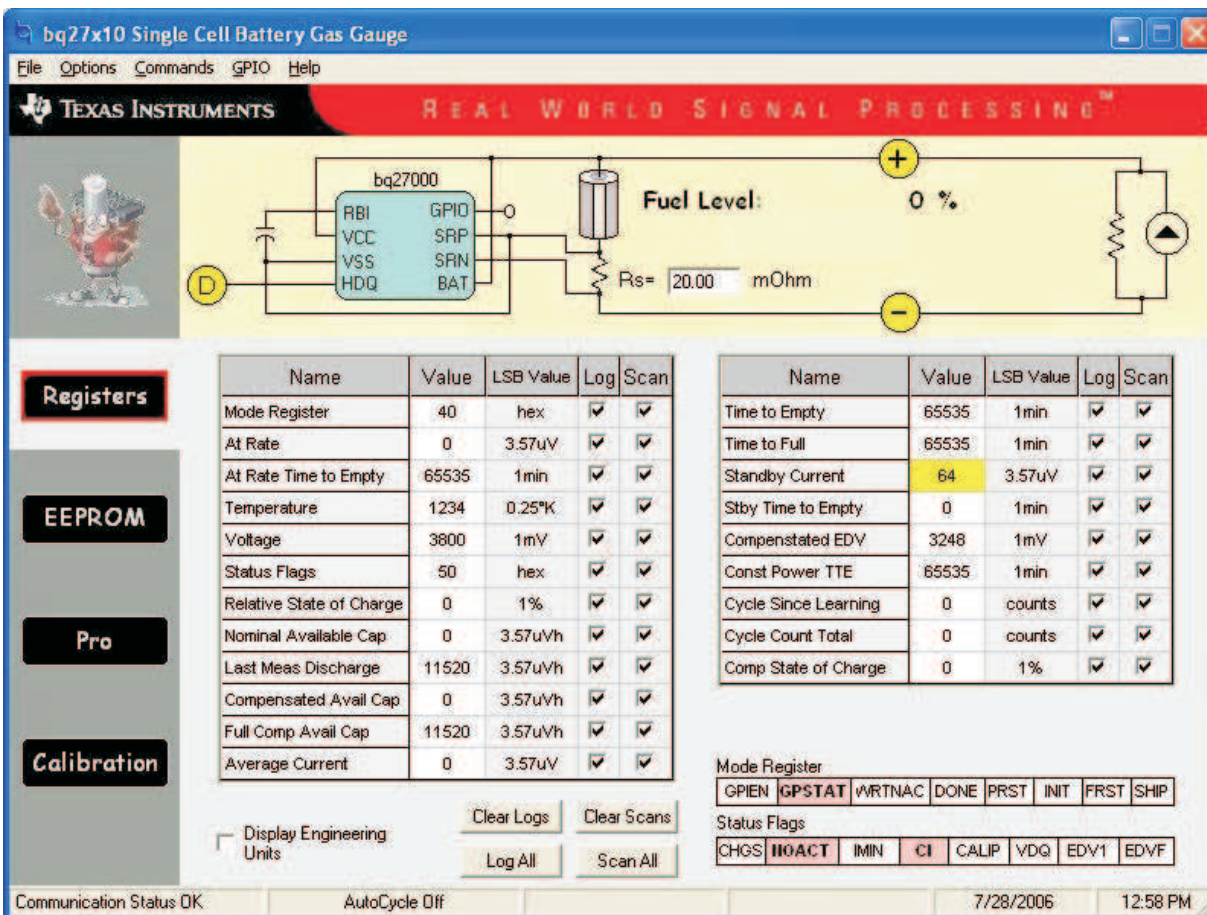 bq27x10 Single Cell Battery Gas Gauge
File Options Commands GPIO Help
TEXAS INSTRUMENTS REAL WORLD SIGNAL PROCESSING™
bq27000
RBI GPIO
VCC SRP
VSS SRN
HDQ BAT
D
+
Fuel Level: 0 %
Rs= 20.00 mOhm
−
Registers
EEPROM
Pro
Calibration
Name Value LSB Value Log Scan
Mode Register 40 hex
At Rate 0 3.57uV
At Rate Time to Empty 65535 1min
Temperature 1234 0.25°K
Voltage 3800 1mV
Status Flags 50 hex
Relative State of Charge 0 1%
Nominal Available Cap 0 3.57uVh
Last Meas Discharge 11520 3.57uVh
Compensated Avail Cap 0 3.57uVh
Full Comp Avail Cap 11520 3.57uVh
Average Current 0 3.57uV
Name Value LSB Value Log Scan
Time to Empty 65535 1min
Time to Full 65535 1min
Standby Current 64 3.57uV
Stby Time to Empty 0 1min
Compenstated EDV 3248 1mV
Const Power TTE 65535 1min
Cycle Since Learning 0 counts
Cycle Count Total 0 counts
Comp State of Charge 0 1%
Display Engineering
Units
Clear Logs Clear Scans
Log All Scan All
Mode Register
GPIEN GPSTAT WRTNAC DONE PRST INIT FRST SHIP
Status Flags
CHGS NOACT IMIN CI CALIP VDQ EDV1 EDVF
Communication Status OK AutoCycle Off 7/28/2006 12:58 PM